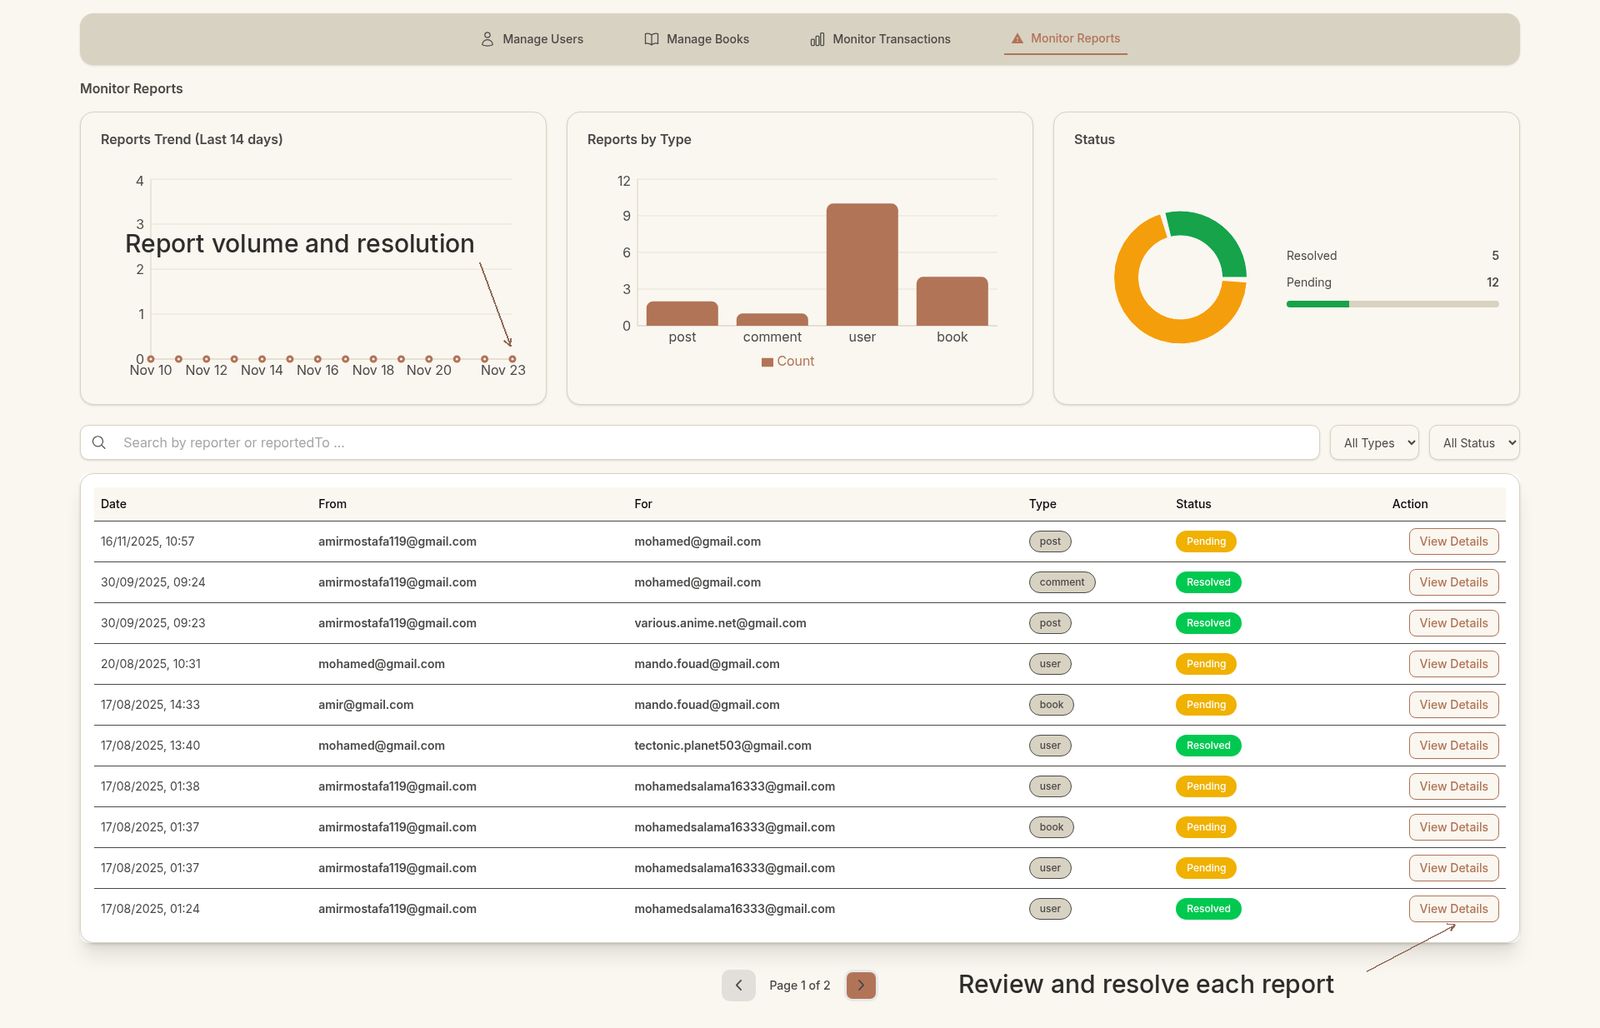 Manage Users Manage Books Monitor Transactions Monitor Reports
Monitor Reports
Reports Trend (Last 14 days)
4
3
Report volume and resolution
2
1
0
Nov 10 Nov 12 Nov 14 Nov 16 Nov 18 Nov 20 Nov 23
Reports by Type
12
9
6
3
0
post comment user book
Count
Status
Resolved 5
Pending 12
Search by reporter or reportedTo ...
All Types All Status
Date From For Type Status Action
16/11/2025, 10:57 amirmostafa119@gmail.com mohamed@gmail.com post Pending View Details
30/09/2025, 09:24 amirmostafa119@gmail.com mohamed@gmail.com comment Resolved View Details
30/09/2025, 09:23 amirmostafa119@gmail.com various.anime.net@gmail.com post Resolved View Details
20/08/2025, 10:31 mohamed@gmail.com mando.fouad@gmail.com user Pending View Details
17/08/2025, 14:33 amir@gmail.com mando.fouad@gmail.com book Pending View Details
17/08/2025, 13:40 mohamed@gmail.com tectonic.planet503@gmail.com user Resolved View Details
17/08/2025, 01:38 amirmostafa119@gmail.com mohamedsalama16333@gmail.com user Pending View Details
17/08/2025, 01:37 amirmostafa119@gmail.com mohamedsalama16333@gmail.com book Pending View Details
17/08/2025, 01:37 amirmostafa119@gmail.com mohamedsalama16333@gmail.com user Pending View Details
17/08/2025, 01:24 amirmostafa119@gmail.com mohamedsalama16333@gmail.com user Resolved View Details
Page 1 of 2
Review and resolve each report